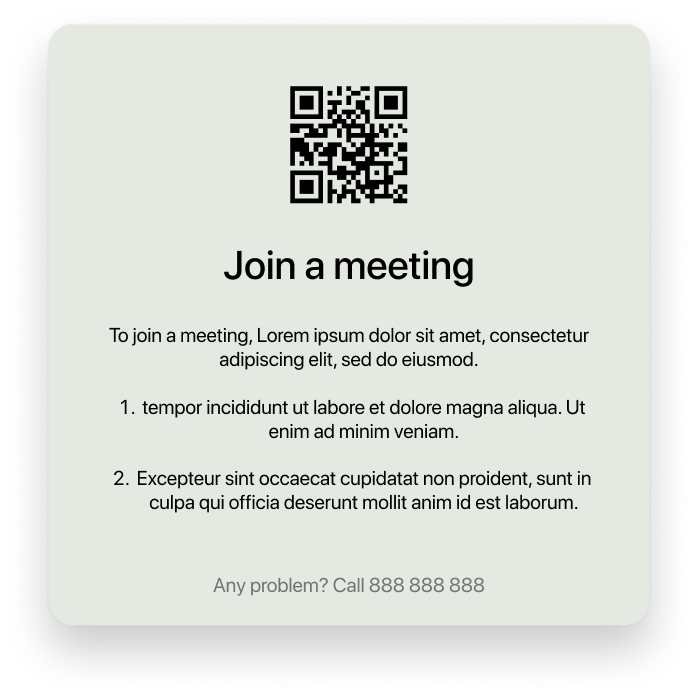 Join a meeting
To join a meeting, Lorem ipsum dolor sit amet, consectetur
adipiscing elit, sed do eiusmod.
1. tempor incididunt ut labore et dolore magna aliqua. Ut
enim ad minim veniam.
2. Excepteur sint occaecat cupidatat non proident, sunt in
culpa qui officia deserunt mollit anim id est laborum.
Any problem? Call 888 888 888